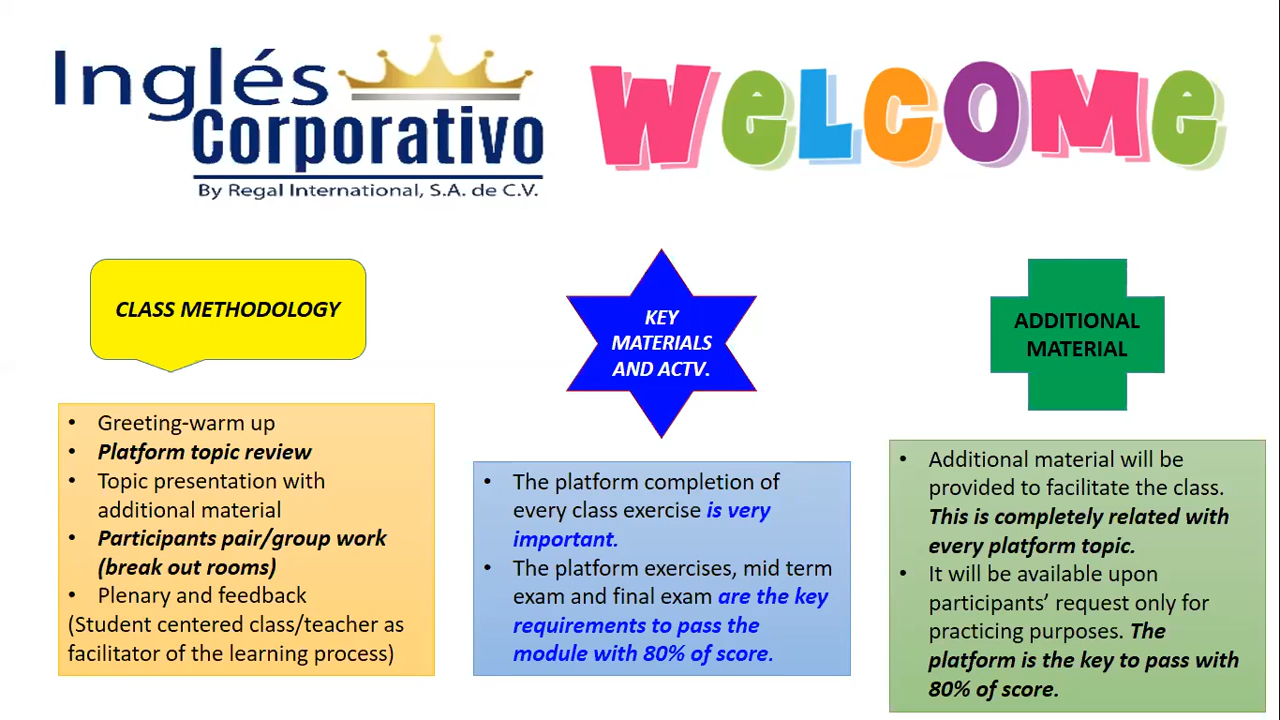 Inglés
Corporativo
By Regal International, S.A. de C.V.
WeLCOMe
CLASS METHODOLOGY
• Greeting-warm up
• Platform topic review
• Topic presentation with
additional material
• Participants pair/group work
(break out rooms)
• Plenary and feedback
(Student centered class/teacher as
facilitator of the learning process)
KEY
MATERIALS
AND ACTV.
• The platform completion of
every class exercise is very
important.
• The platform exercises, mid term
exam and final exam are the key
requirements to pass the
module with 80% of score.
ADDITIONAL
MATERIAL
• Additional material will be
provided to facilitate the class.
This is completely related with
every platform topic.
• It will be available upon
participants’ request only for
practicing purposes. The
platform is the key to pass with
80% of score.